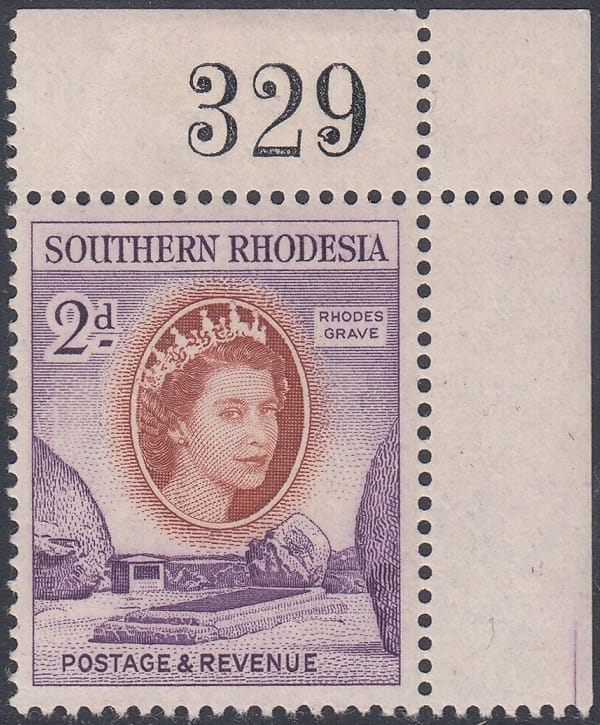 329
SOUTHERN RHODESIA
2d
RHODES
GRAVE
POSTAGE & REVENUE